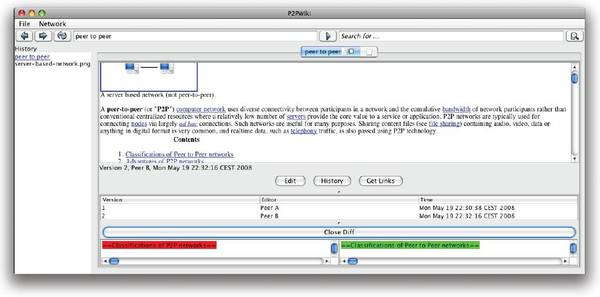 P2PWiki
File Network
peer to peer Search for ...
History
peer to peer
server-based-network.png
peer to peer
A server based network (not peer-to-peer).
A peer-to-peer (or "P2P") computer network uses diverse connectivity between participants in a network and the cumulative bandwidth of network participants rather than
conventional centralized resources where a relatively low number of servers provide the core value to a service or application. P2P networks are typically used for
connecting nodes via largely ad hoc connections. Such networks are useful for many purposes. Sharing content files (see file sharing) containing audio, video, data or
anything in digital format is very common, and realtime data, such as telephony traffic, is also passed using P2P technology.
Contents
1. Classifications of Peer to Peer networks
2. Advantages of P2P networks
Version 2, Peer B, Mon May 19 22:32:16 CEST 2008
Edit History Get Links
Version Editor Time
1 Peer A Mon May 19 22:30:38 CEST 2008
2 Peer B Mon May 19 22:32:16 CEST 2008
Close Diff
==Classifications of P2P networks== ==Classifications of Peer to Peer networks==